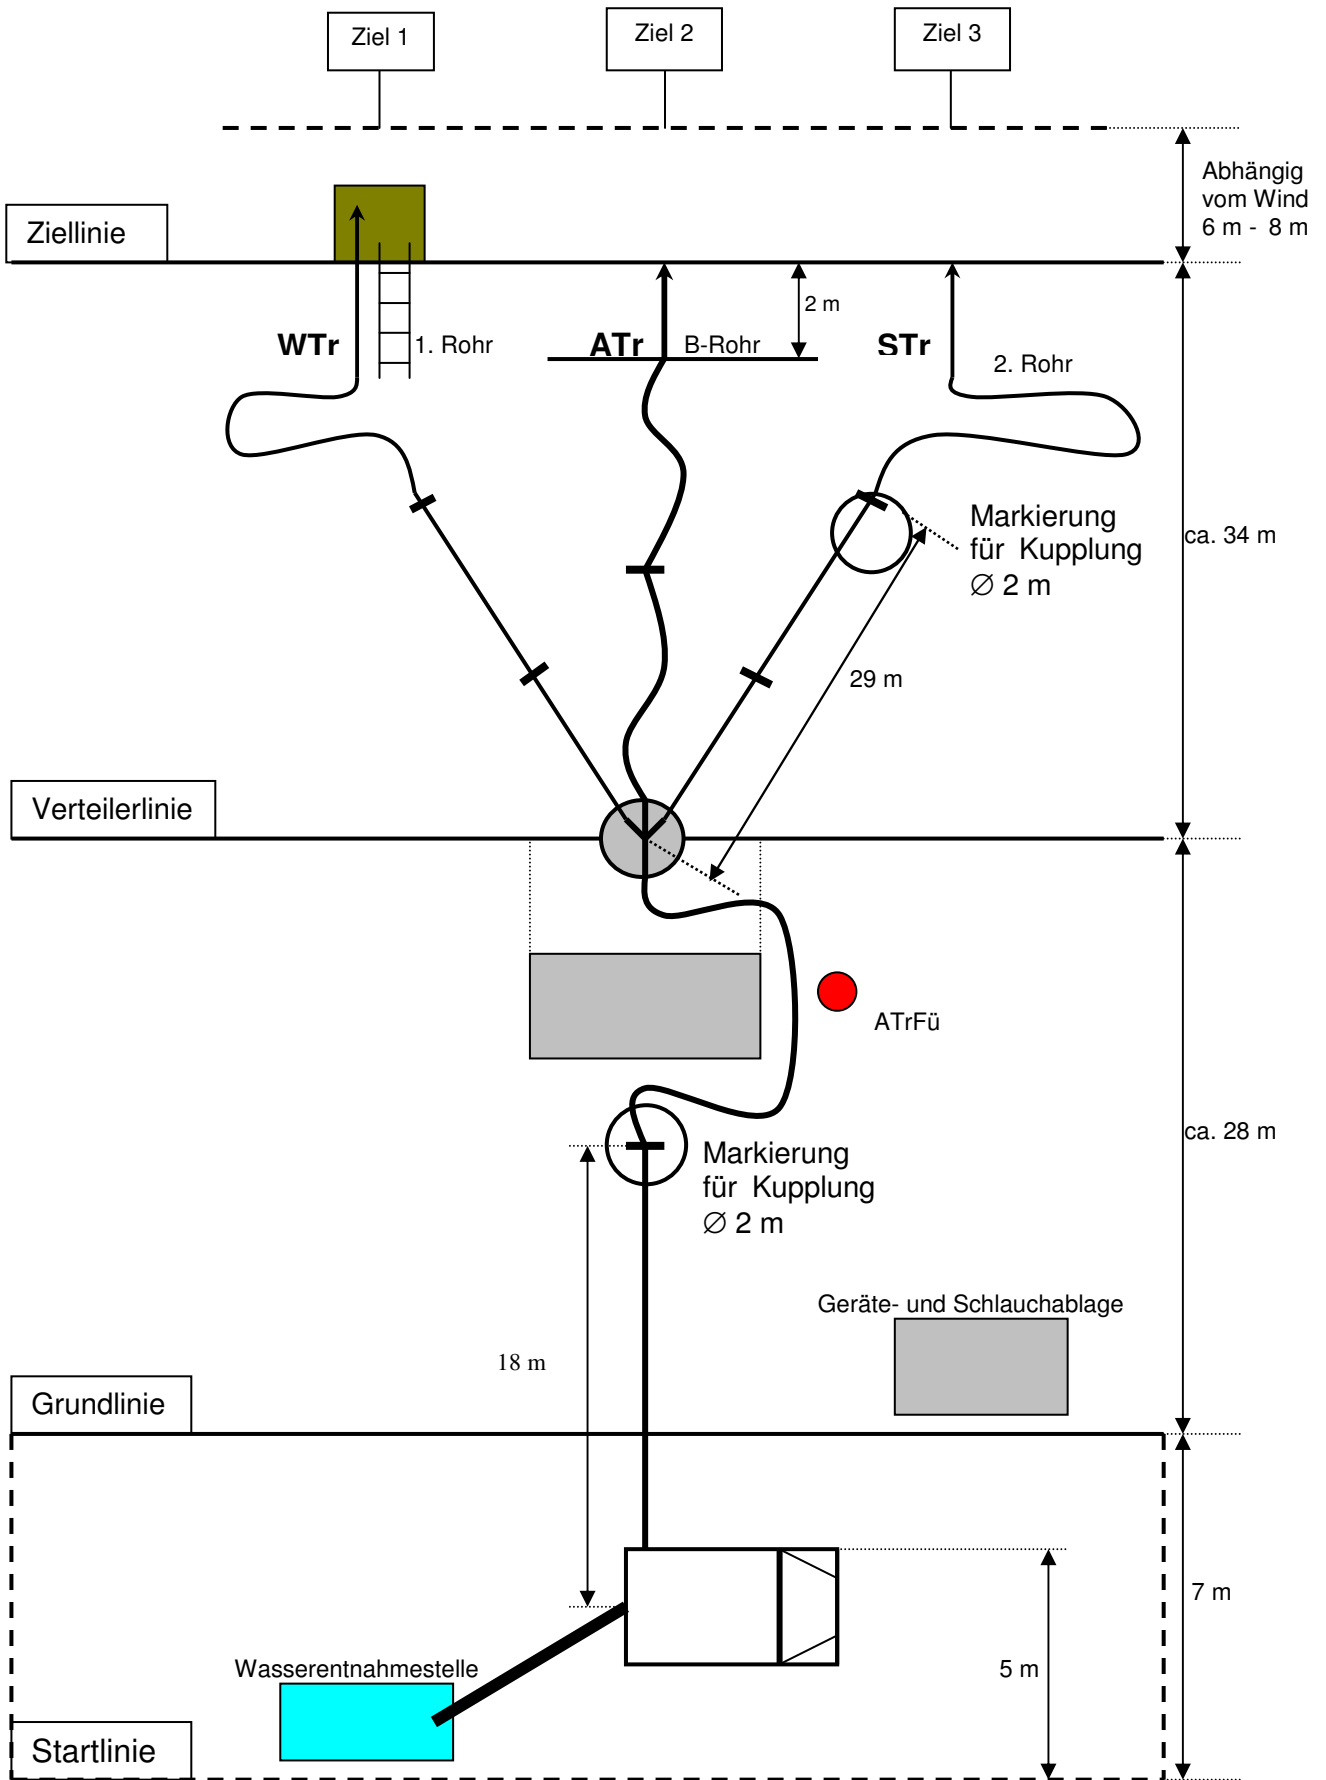 Ziel 1
Ziel 2
Ziel 3
Abhängig
vom Wind
6 m - 8 m
Ziellinie
2 m
WTr
1. Rohr
ATr
B-Rohr
STr
2. Rohr
Markierung
für Kupplung
∅ 2 m
ca. 34 m
29 m
Verteilerlinie
ATrFü
ca. 28 m
Markierung
für Kupplung
∅ 2 m
Geräte- und Schlauchablage
18 m
Grundlinie
7 m
Wasserentnahmestelle
5 m
Startlinie